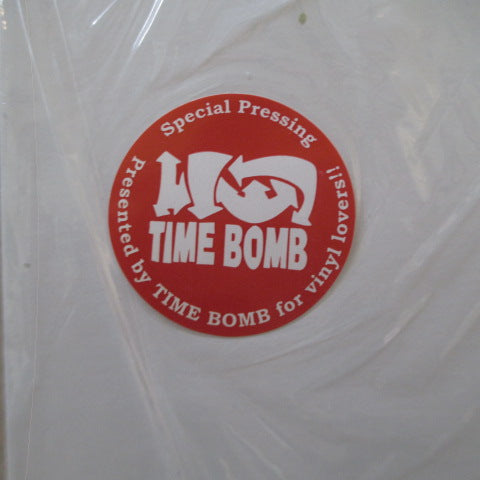 Special Pressing
TIME BOMB
Presented by TIME BOMB for vinyl lovers!!